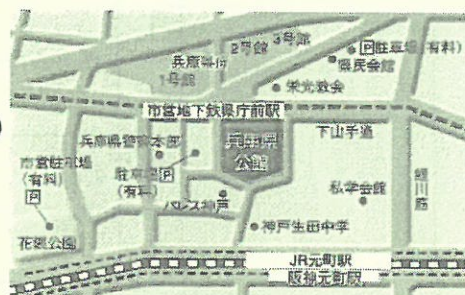 3号館
2号館
P駐車場(有料)
兵庫県庁
県民会館
1号館
栄光教会
市営地下鉄県庁前駅
兵庫県警察本部
兵庫県
公館
下山手通
市営駐車場
(有料)
P
駐車場P
(有料)
私学会館
鯉川筋
パレス神戸
神戸生田中学
花隈公園
JR元町駅
阪神元町駅